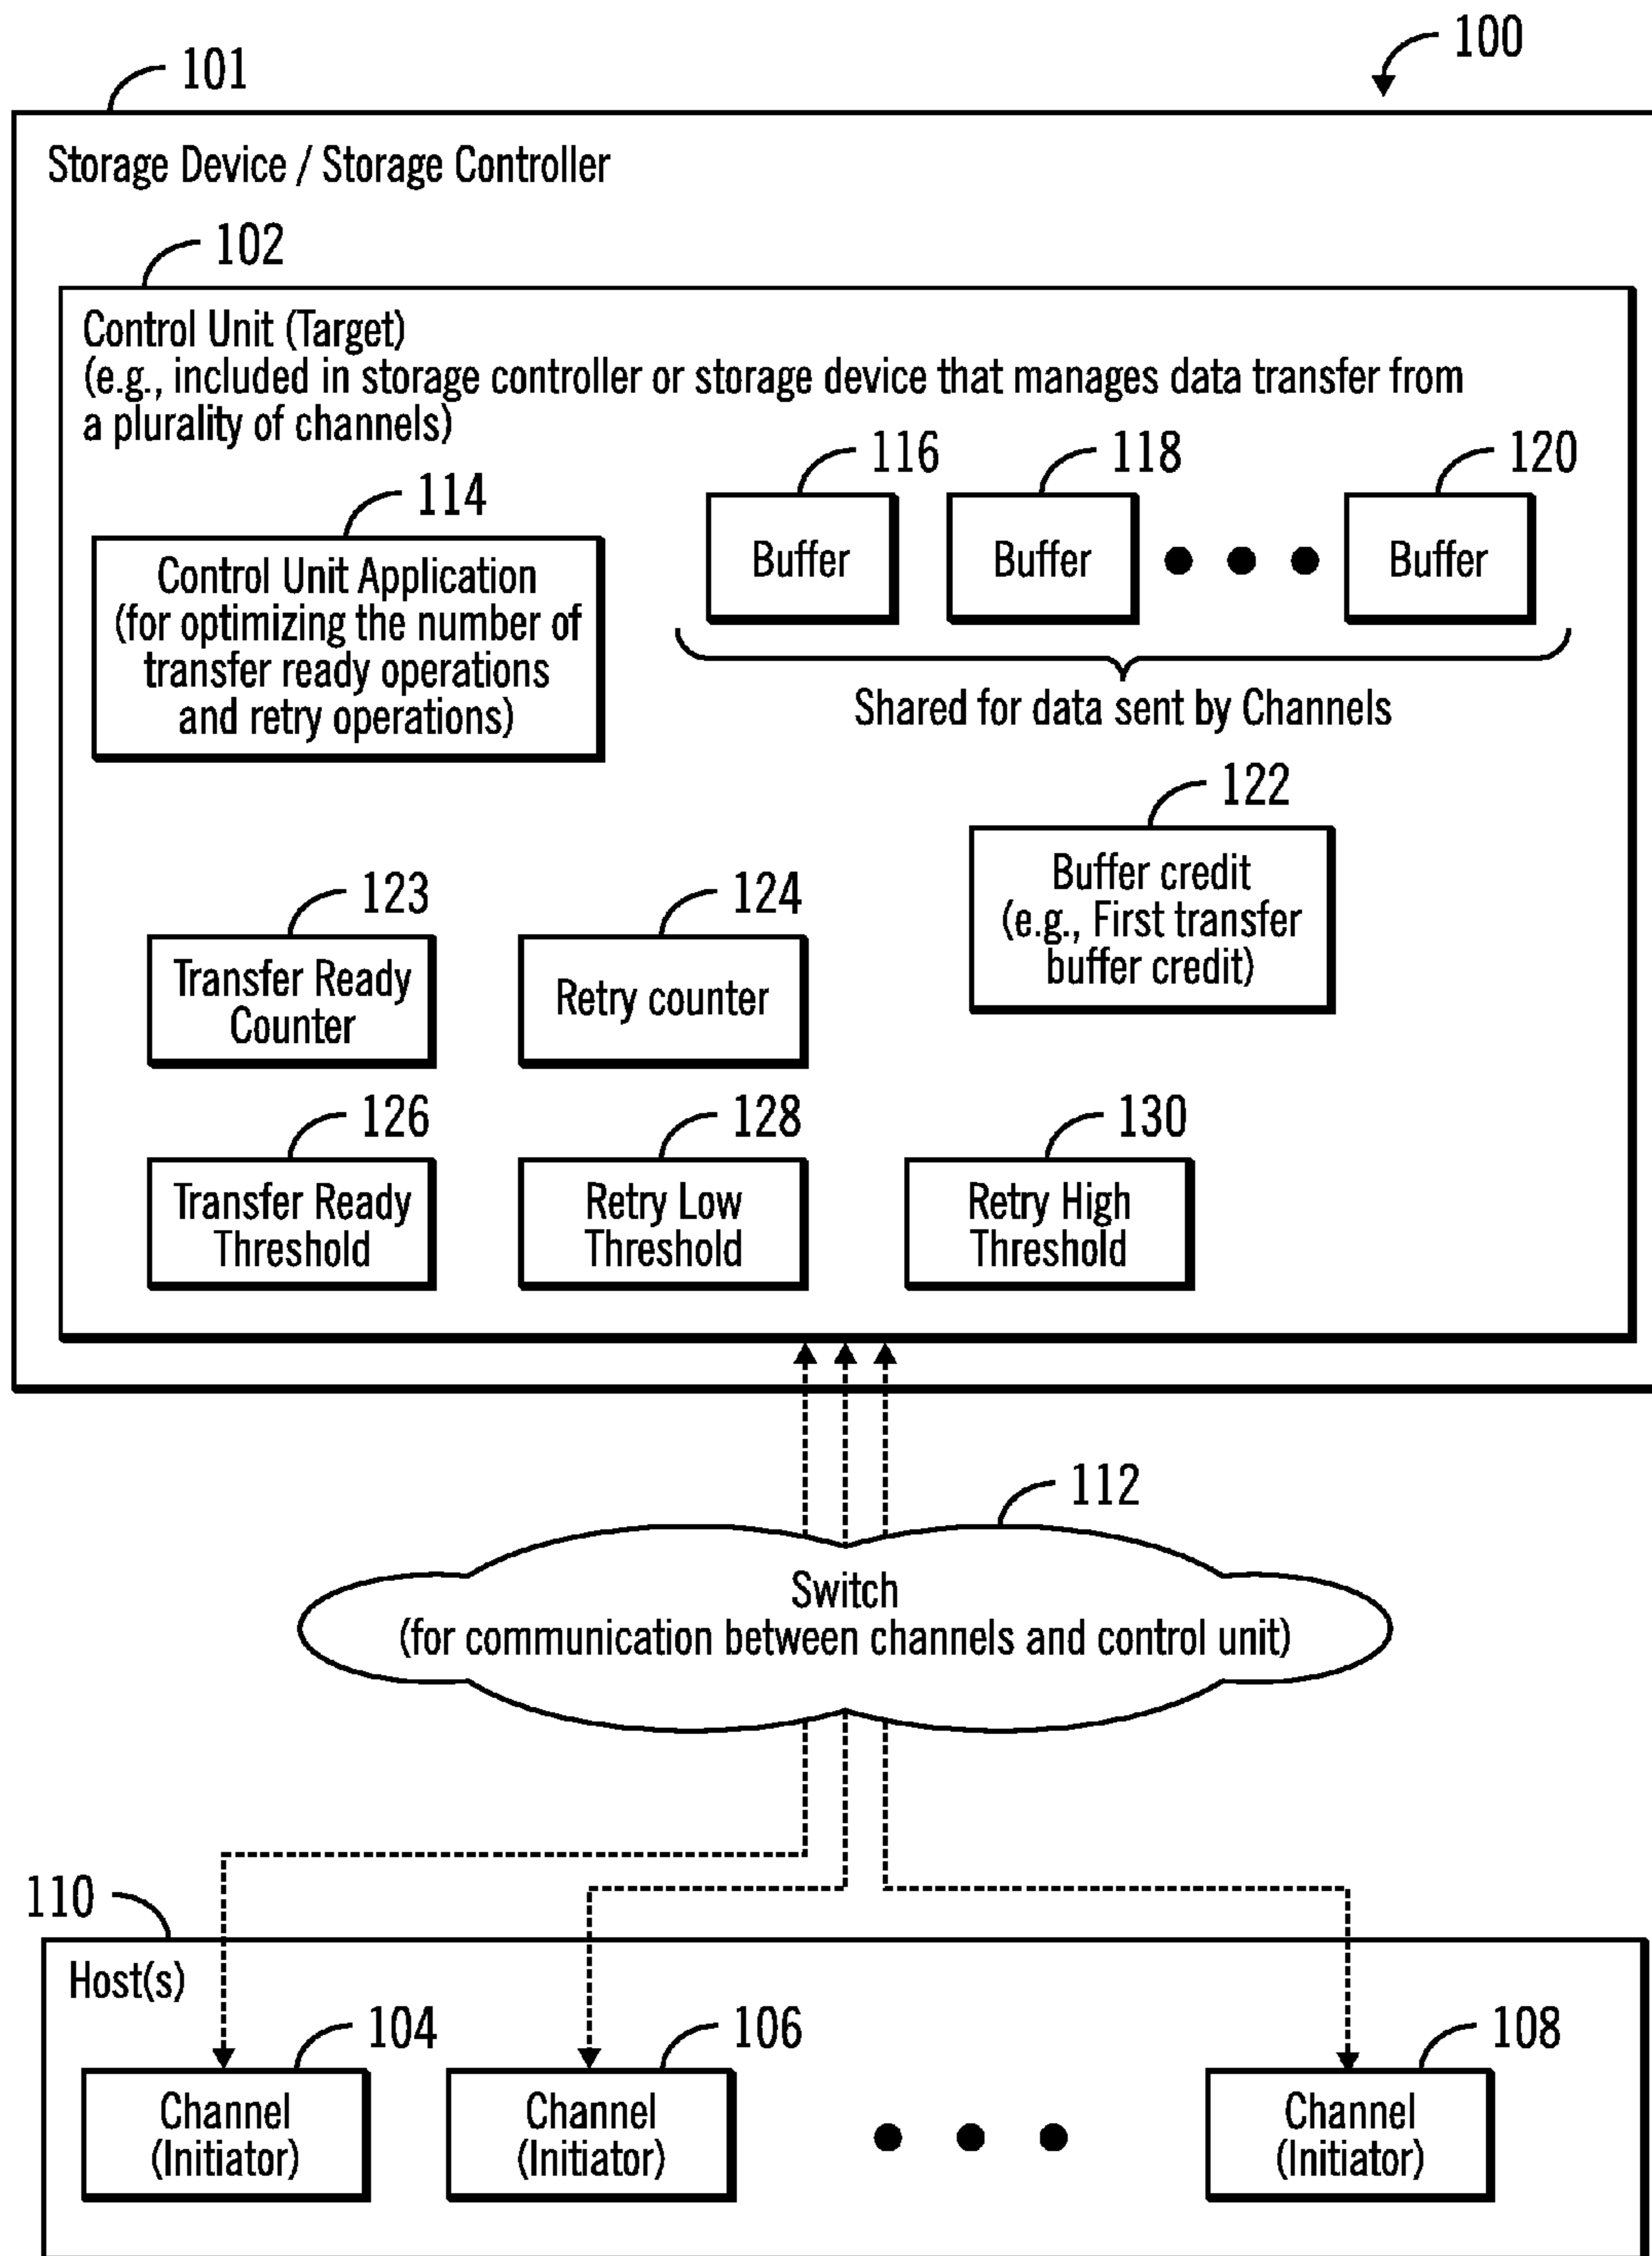 100
101
Storage Device / Storage Controller
102
Control Unit (Target)
(e.g., included in storage controller or storage device that manages data transfer from
a plurality of channels)
114
Control Unit Application
(for optimizing the number of
transfer ready operations
and retry operations)
116
Buffer
118
Buffer
120
Buffer
Shared for data sent by Channels
122
Buffer credit
(e.g., First transfer
buffer credit)
123
Transfer Ready
Counter
124
Retry counter
126
Transfer Ready
Threshold
128
Retry Low
Threshold
130
Retry High
Threshold
112
Switch
(for communication between channels and control unit)
110
Host(s)
104
Channel
(Initiator)
106
Channel
(Initiator)
108
Channel
(Initiator)